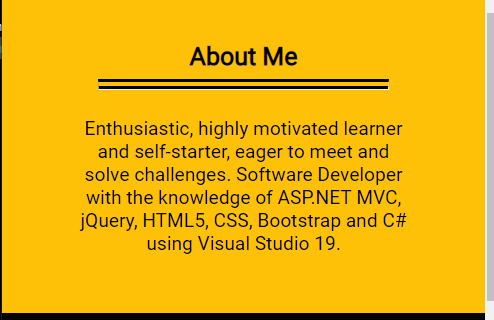 About Me
Enthusiastic, highly motivated learner
and self-starter, eager to meet and
solve challenges. Software Developer
with the knowledge of ASP.NET MVC,
jQuery, HTML5, CSS, Bootstrap and C#
using Visual Studio 19.